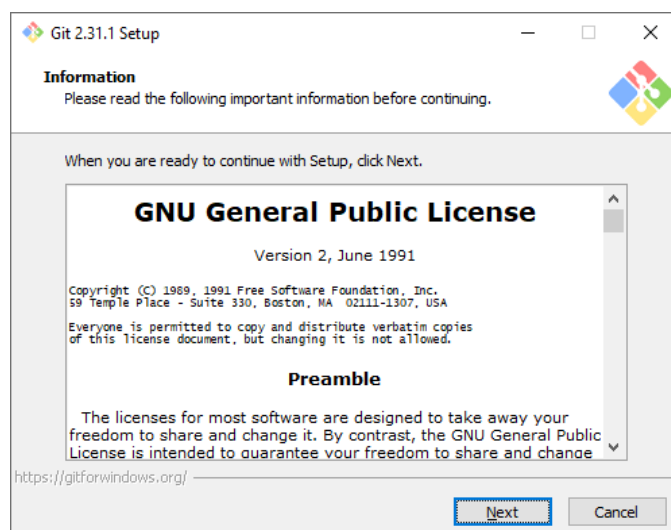 Git 2.31.1 Setup
Information
Please read the following important information before continuing.
When you are ready to continue with Setup, click Next.
GNU General Public License
Version 2, June 1991
Copyright (C) 1989, 1991 Free Software Foundation, Inc.
59 Temple Place - Suite 330, Boston, MA  02111-1307, USA
Everyone is permitted to copy and distribute verbatim copies
of this license document, but changing it is not allowed.
Preamble
The licenses for most software are designed to take away your
freedom to share and change it. By contrast, the GNU General Public
License is intended to guarantee your freedom to share and change
https://gitforwindows.org/
Next
Cancel